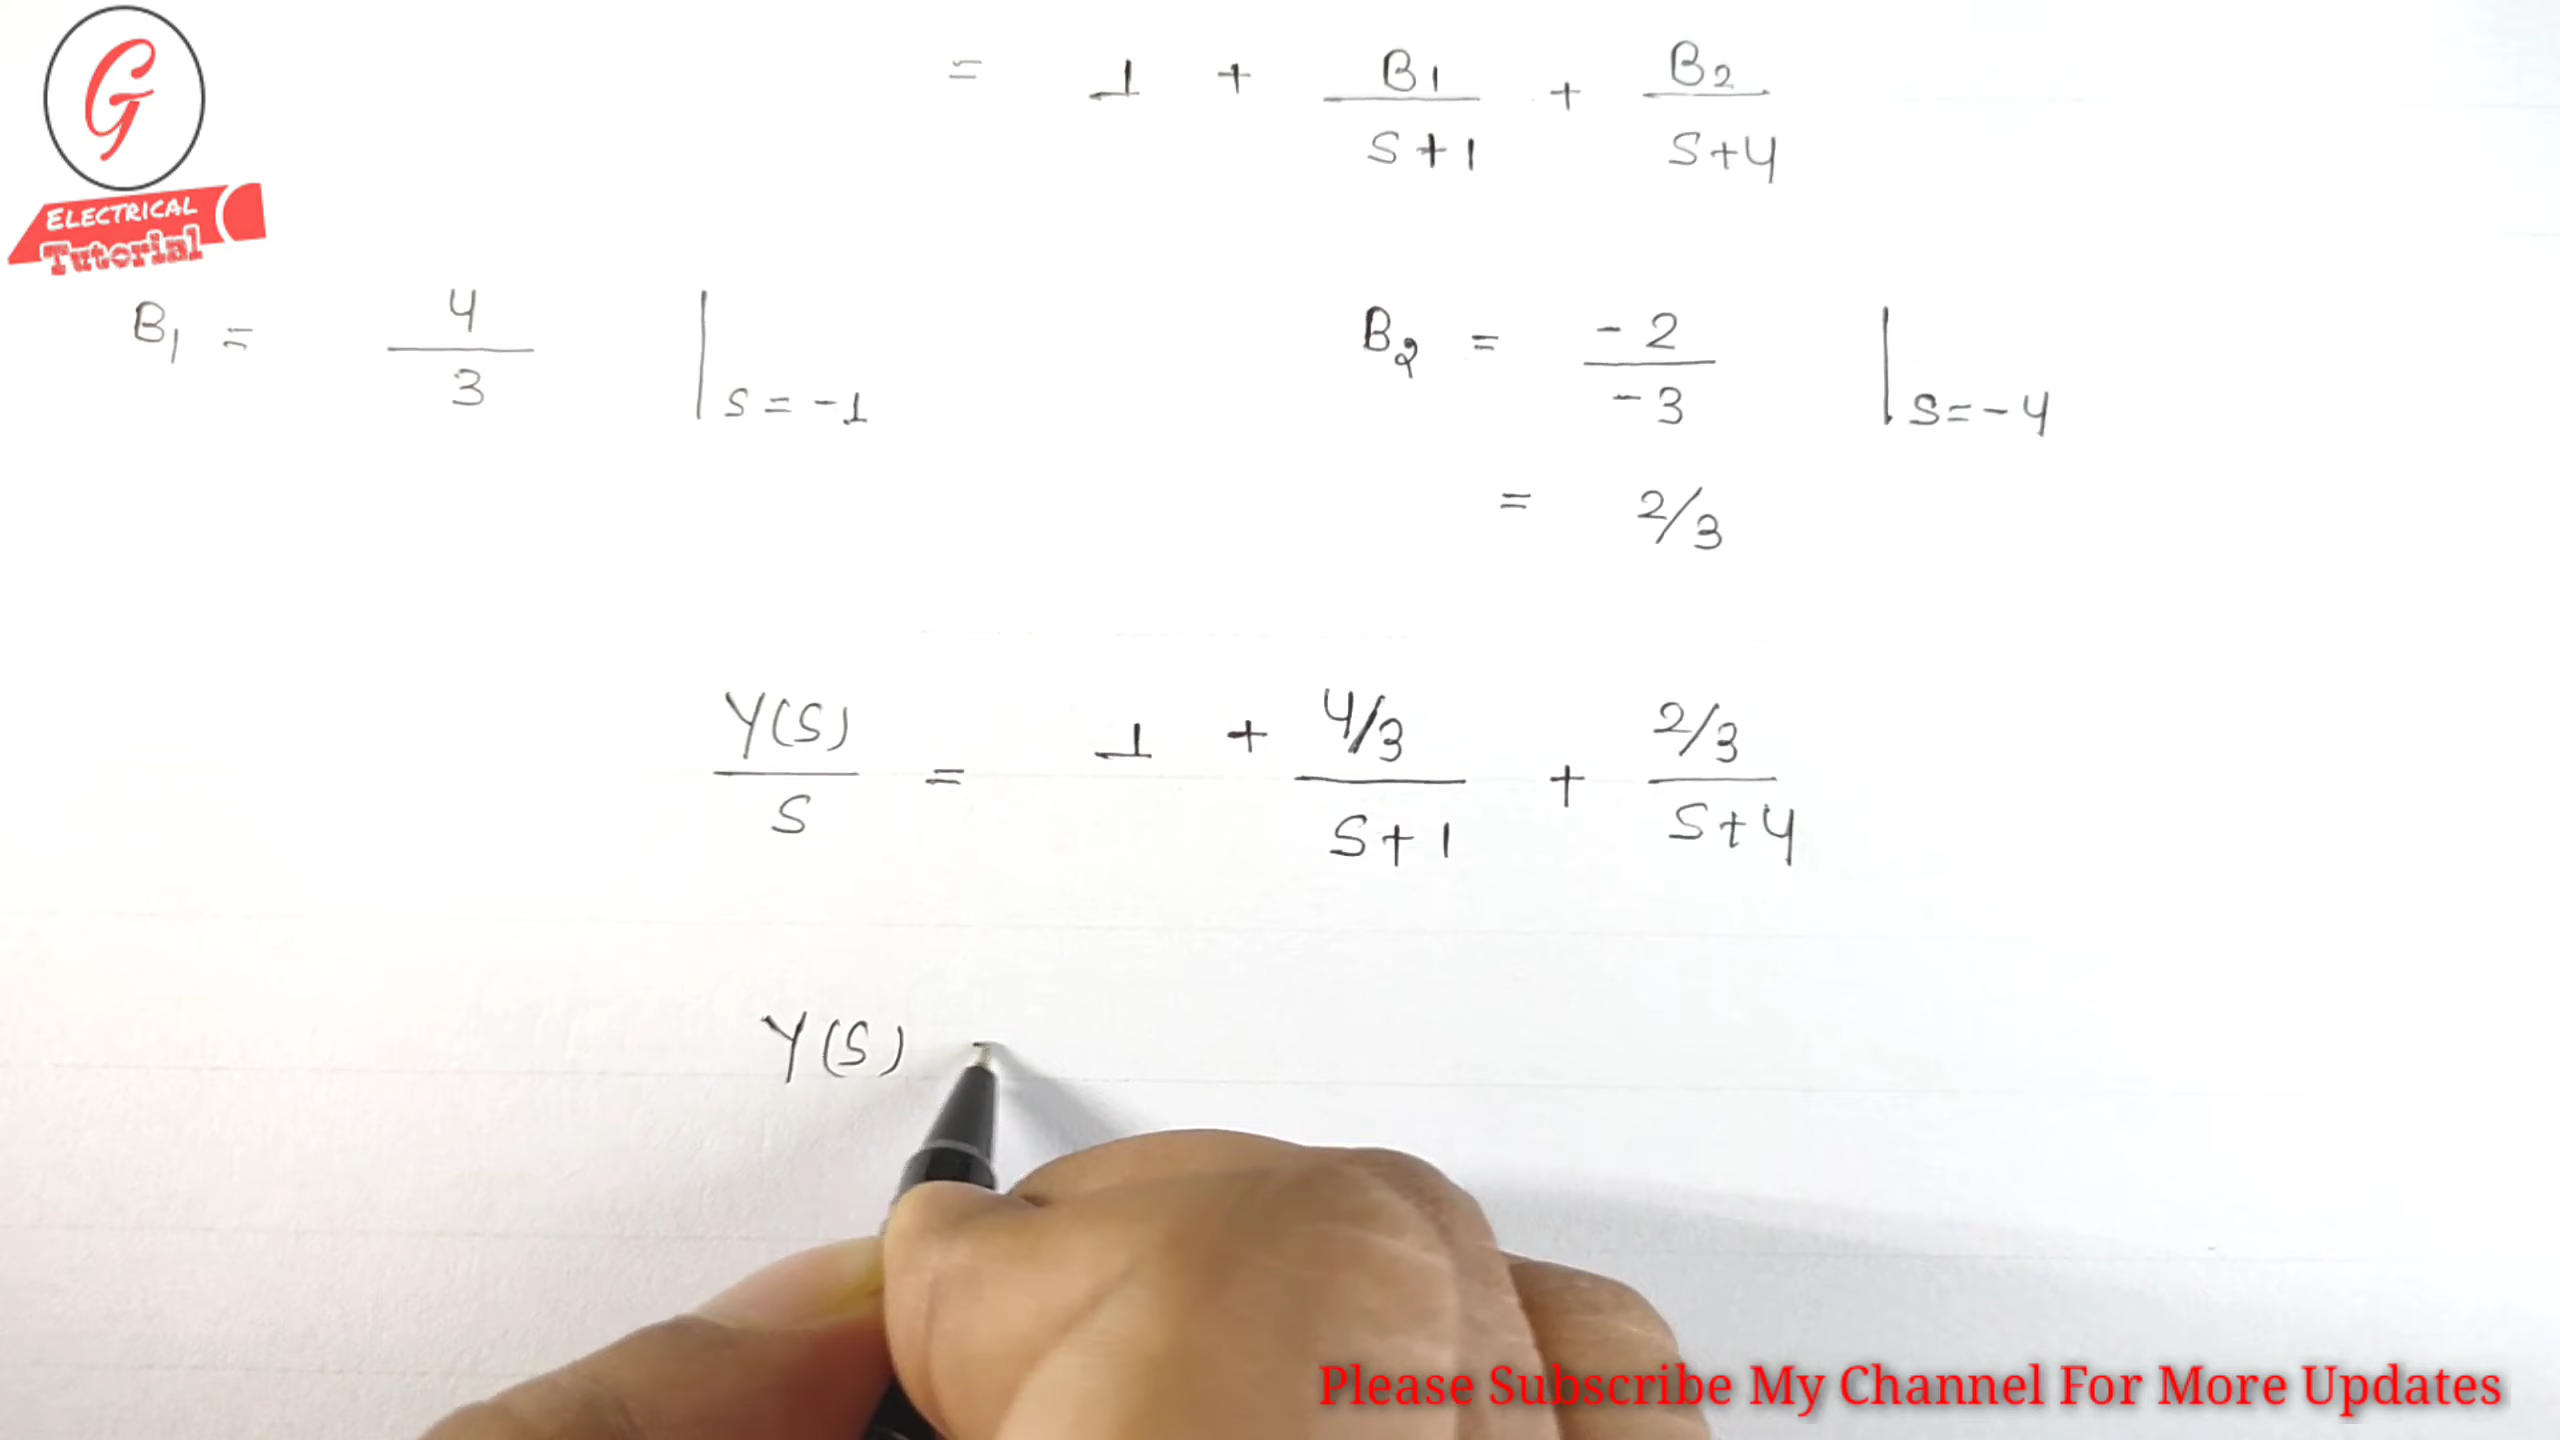 G
ELECTRICAL
Tutorial
= 1 + B1/S+1 + B2/S+4
B1 = 4/3 | S = -1
B2 = -2/-3 | S = -4
= 2/3
Y(S)/S = 1 + 4/3/S+1 + 2/3/S+4
Y(S) -
Please Subscribe My Channel For More Updates